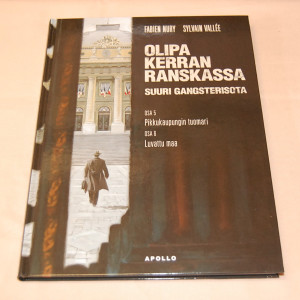 FABIEN NURY SYLVAIN VALLÉE
OLIPA
KERRAN
RANSKASSA
SUURI GANGSTERISOTA
OSA 5
Pikkukaupungin tuomari
OSA 6
Luvattu maa
APOLLO